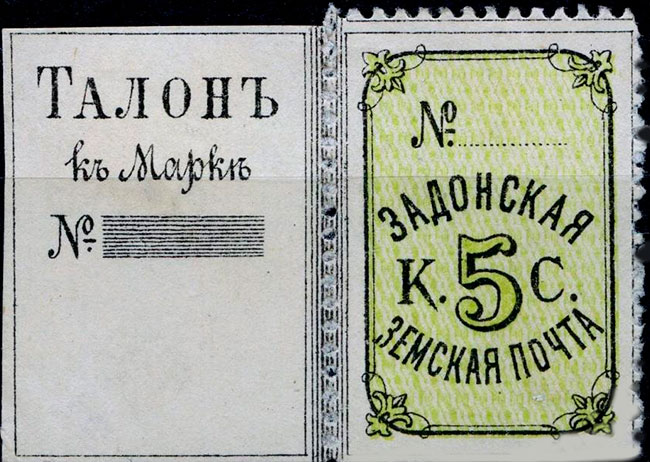 Талонъ
къ Маркѣ
№
№
ЗАДОНСКАЯ
К. 5 С.
ЗЕМСКАЯ ПОЧТА